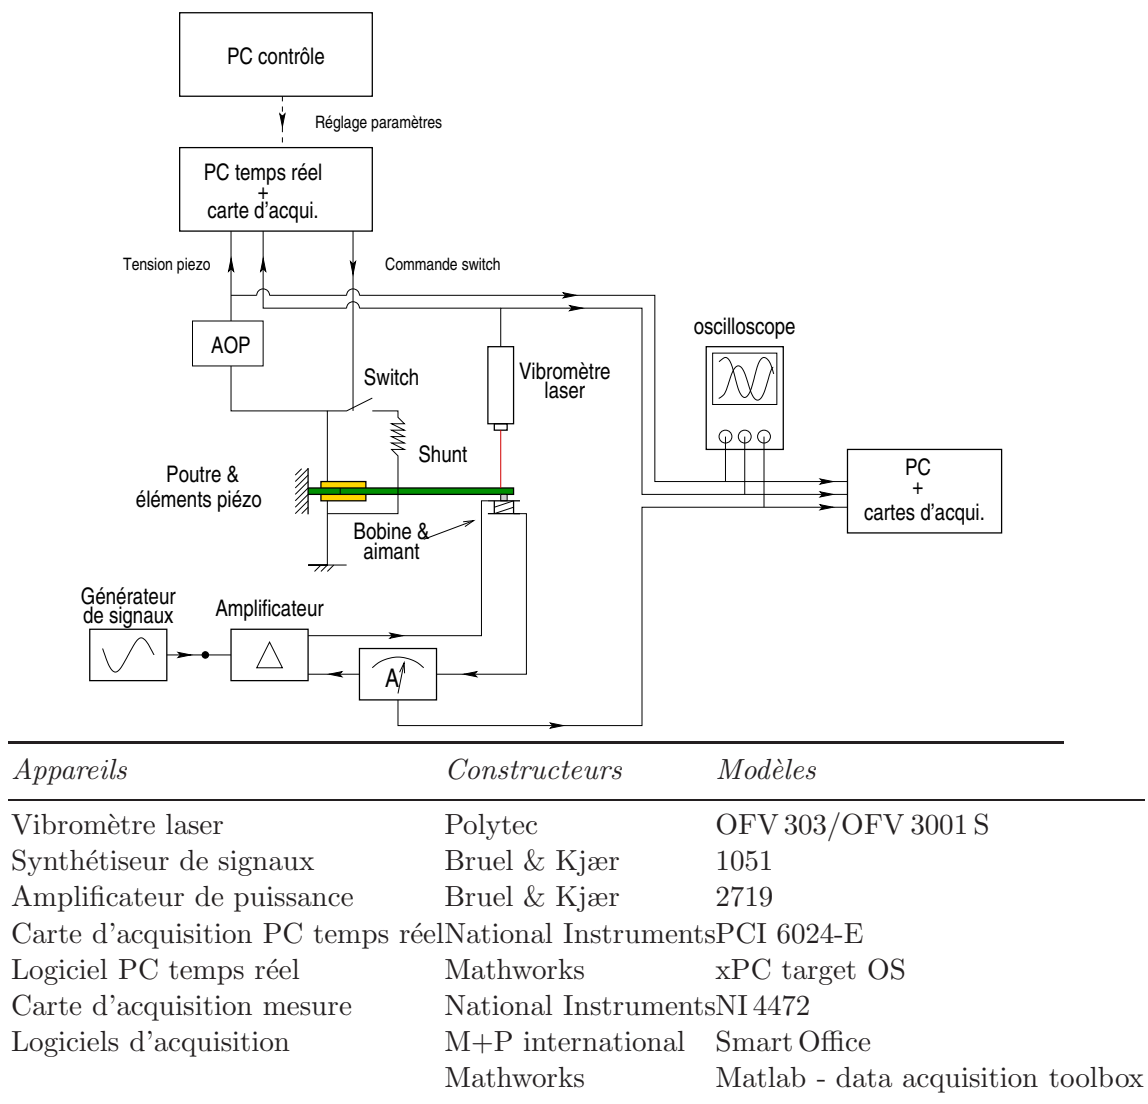 PC contrôle
Réglage paramètres
PC temps réel
+
carte d'acqui.
Tension piezo
Commande switch
AOP
Switch
Vibromètre
laser
oscilloscope
Shunt
Poutre &
éléments piézo
PC
+
cartes d'acqui.
Bobine &
aimant
Générateur
de signaux
Amplificateur
A
Appareils Constructeurs Modèles
Vibromètre laser Polytec OFV 303/OFV 3001 S
Synthétiseur de signaux Bruel & Kjær 1051
Amplificateur de puissance Bruel & Kjær 2719
Carte d'acquisition PC temps réel National Instruments PCI 6024-E
Logiciel PC temps réel Mathworks xPC target OS
Carte d'acquisition mesure National Instruments NI 4472
Logiciels d'acquisition M+P international Smart Office
Mathworks Matlab - data acquisition toolbox